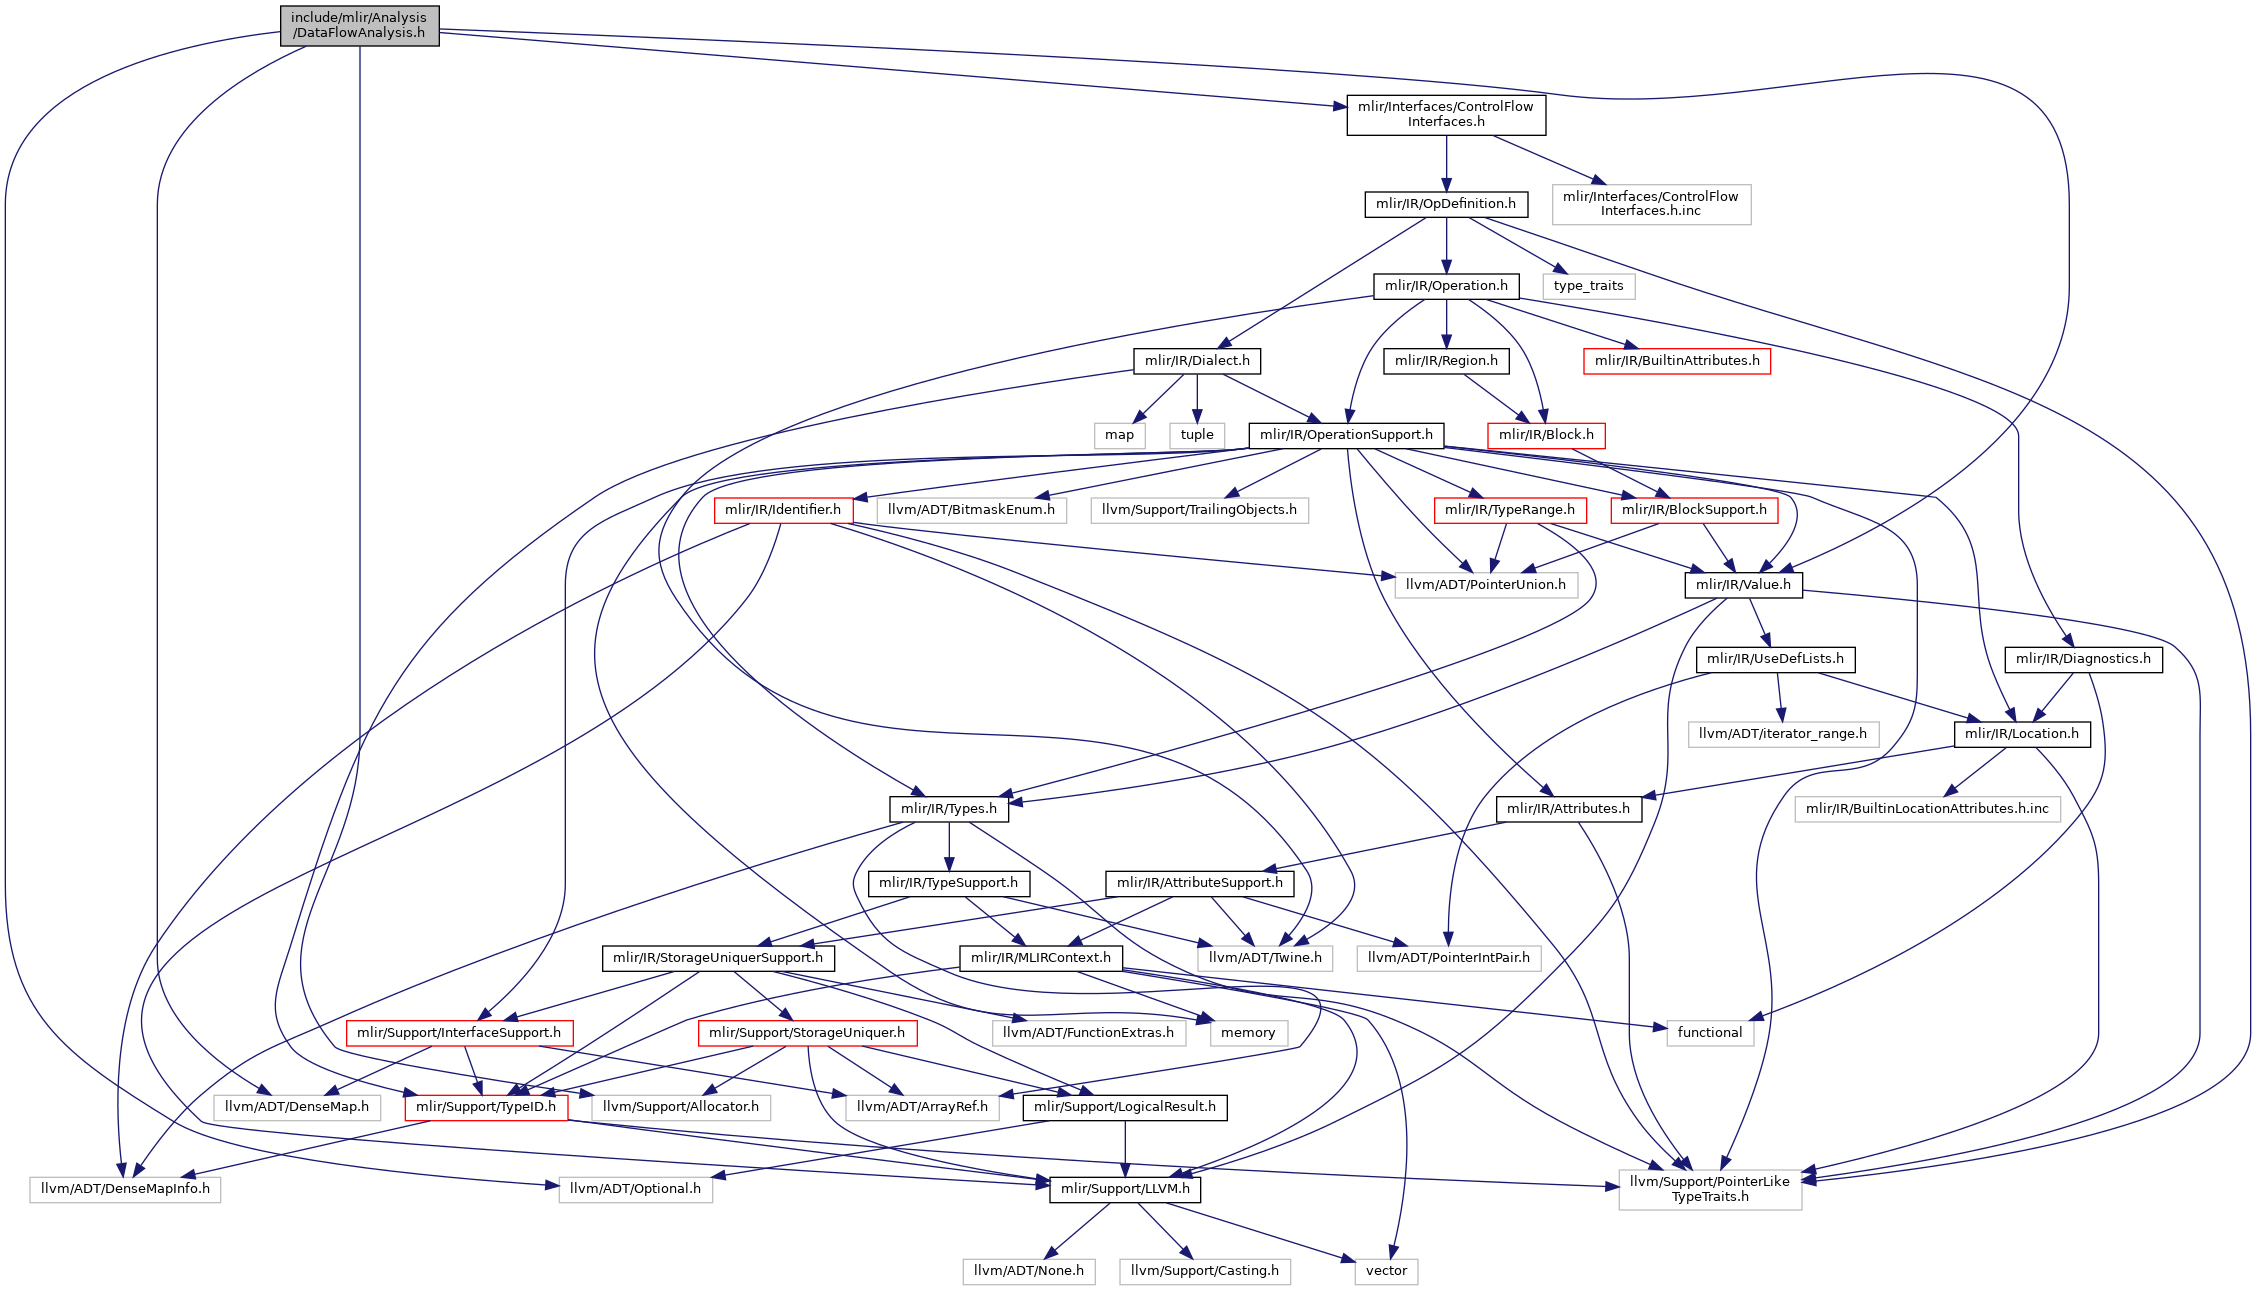 include/mlir/Analysis
/DataFlowAnalysis.h
mlir/Interfaces/ControlFlow
Interfaces.h
mlir/IR/OpDefinition.h
mlir/Interfaces/ControlFlow
Interfaces.h.inc
mlir/IR/Operation.h
type_traits
mlir/IR/Dialect.h
mlir/IR/Region.h
mlir/IR/BuiltinAttributes.h
map
tuple
mlir/IR/OperationSupport.h
mlir/IR/Block.h
mlir/IR/Identifier.h
llvm/ADT/BitmaskEnum.h
llvm/Support/TrailingObjects.h
mlir/IR/TypeRange.h
mlir/IR/BlockSupport.h
llvm/ADT/PointerUnion.h
mlir/IR/Value.h
mlir/IR/UseDefLists.h
mlir/IR/Diagnostics.h
llvm/ADT/iterator_range.h
mlir/IR/Location.h
mlir/IR/Types.h
mlir/IR/Attributes.h
mlir/IR/BuiltinLocationAttributes.h.inc
mlir/IR/TypeSupport.h
mlir/IR/AttributeSupport.h
mlir/IR/StorageUniquerSupport.h
mlir/IR/MLIRContext.h
llvm/ADT/Twine.h
llvm/ADT/PointerIntPair.h
mlir/Support/InterfaceSupport.h
mlir/Support/StorageUniquer.h
llvm/ADT/FunctionExtras.h
memory
functional
llvm/ADT/DenseMap.h
mlir/Support/TypeID.h
llvm/Support/Allocator.h
llvm/ADT/ArrayRef.h
mlir/Support/LogicalResult.h
llvm/ADT/DenseMapInfo.h
llvm/ADT/Optional.h
mlir/Support/LLVM.h
llvm/Support/PointerLike
TypeTraits.h
llvm/ADT/None.h
llvm/Support/Casting.h
vector